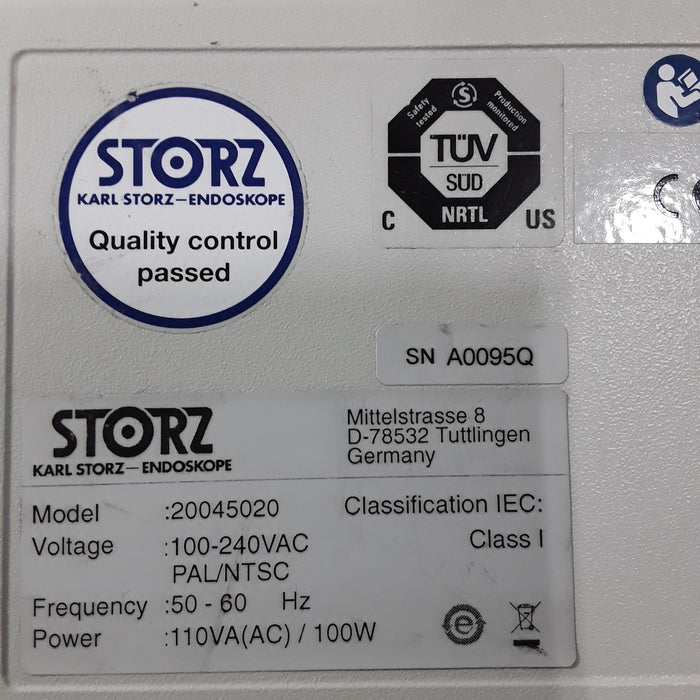 STORZ
KARL STORZ—ENDOSKOPE
Quality control
passed
Safety
tested
S
Production
monitored
TÜV
SÜD
NRTL
C US
CE
SN A0095Q
STORZ
KARL STORZ—ENDOSKOPE
Mittelstrasse 8
D-78532 Tuttlingen
Germany
Model :20045020
Classification IEC:
Voltage :100-240VAC
Class I
PAL/NTSC
Frequency :50 - 60 Hz
Power :110VA(AC) / 100W
e